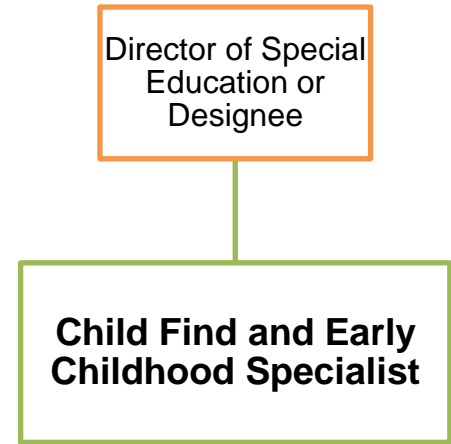 Director of Special
Education or
Designee
Child Find and Early
Childhood Specialist